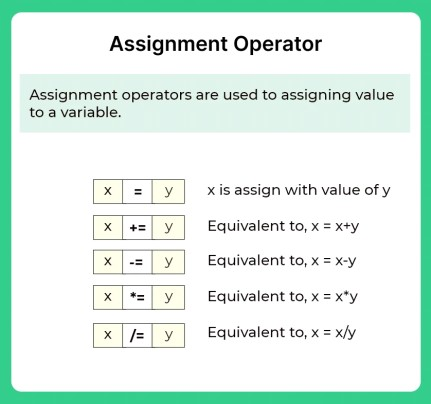 Assignment Operator
Assignment operators are used to assigning value
to a variable.
x = y x is assign with value of y
x += y Equivalent to, x = x+y
x -= y Equivalent to, x = x-y
x *= y Equivalent to, x = x*y
x /= y Equivalent to, x = x/y